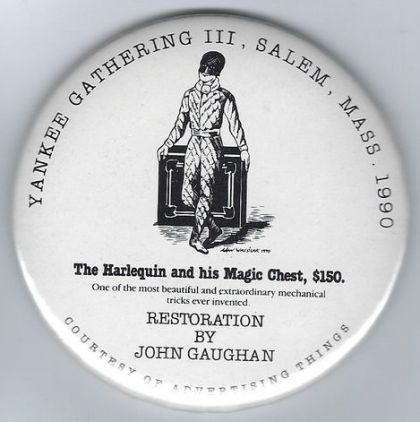 YANKEE GATHERING III, SALEM, MASS. 1990
The Harlequin and his Magic Chest, $150.
One of the most beautiful and extraordinary mechanical
tricks ever invented.
RESTORATION
BY
JOHN GAUGHAN
COURTESY OF ADVERTISING THINGS